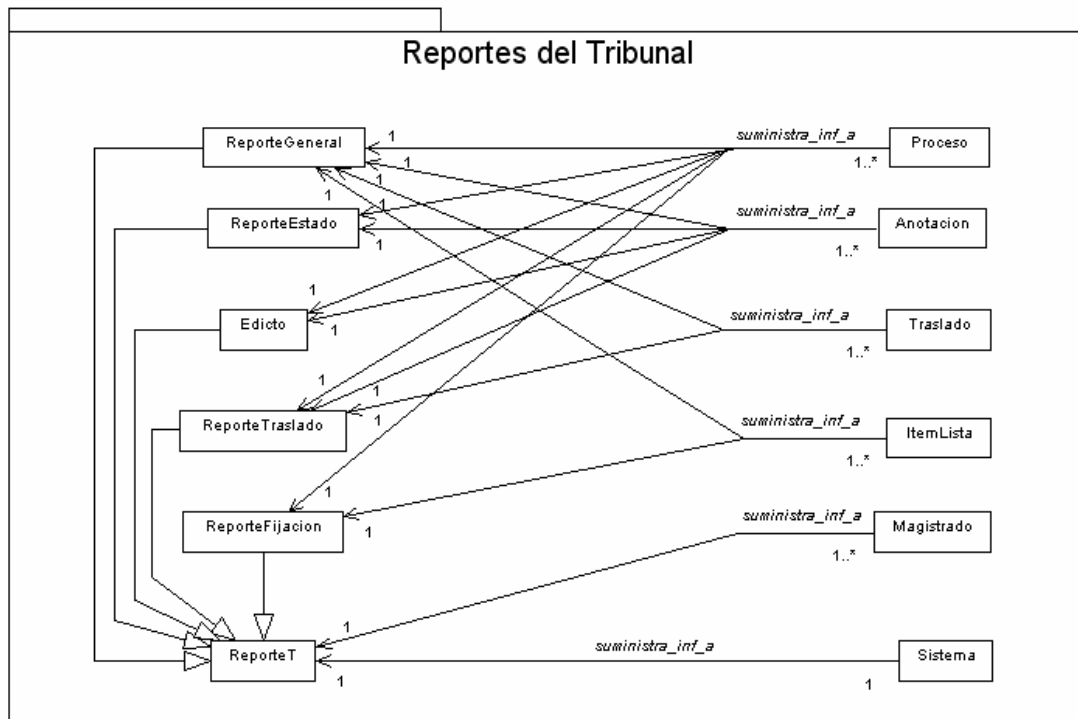 Reportes del Tribunal
ReporteGeneral
1
suministra_inf_a
1..*
Proceso
1
1
1
ReporteEstado
1
1
suministra_inf_a
1..*
Anotacion
Edicto
1
1
suministra_inf_a
1..*
Traslado
ReporteTraslado
1
1
1
suministra_inf_a
1..*
ItemLista
ReporteFijacion
1
1
suministra_inf_a
1..*
Magistrado
ReporteT
1
1
suministra_inf_a
1
Sistema